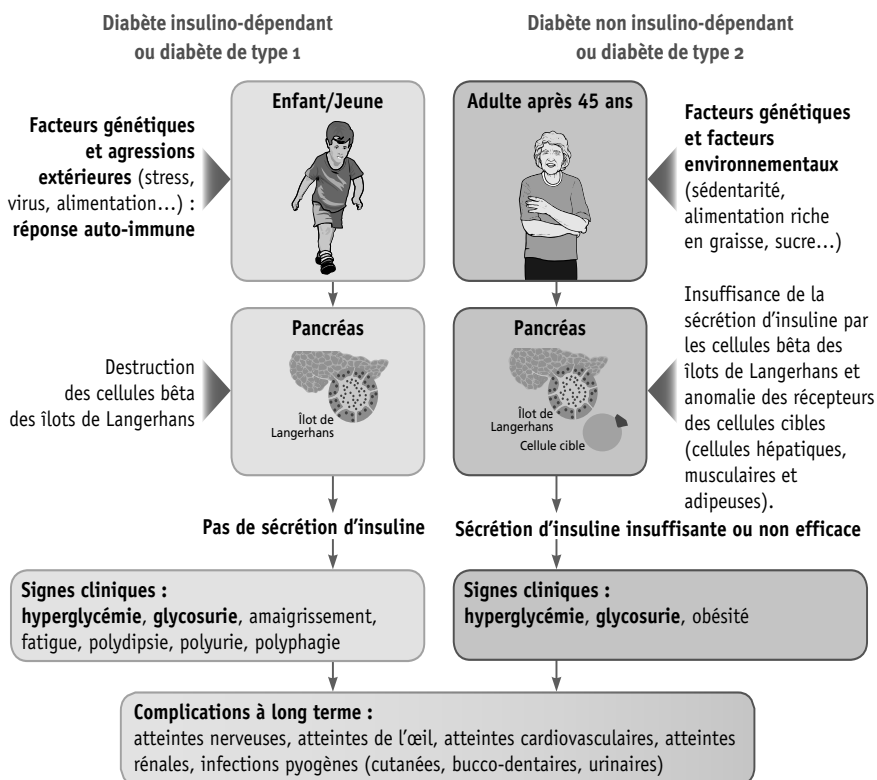 Diabète insulino-dépendant
ou diabète de type 1
Diabète non insulino-dépendant
ou diabète de type 2
Facteurs génétiques
et agressions
extérieures (stress,
virus, alimentation…) :
réponse auto-immune
Enfant/Jeune
Adulte après 45 ans
Facteurs génétiques
et facteurs
environnementaux
(sédentarité,
alimentation riche
en graisse, sucre…)
Destruction
des cellules bêta
des îlots de Langerhans
Pancréas
Îlot de
Langerhans
Pancréas
Îlot de
Langerhans
Cellule cible
Insuffisance de la
sécrétion d’insuline par
les cellules bêta des
îlots de Langerhans et
anomalie des récepteurs
des cellules cibles
(cellules hépatiques,
musculaires et
adipeuses).
Pas de sécrétion d’insuline
Sécrétion d’insuline insuffisante ou non efficace
Signes cliniques :
hyperglycémie, glycosurie, amaigrissement,
fatigue, polydipsie, polyurie, polyphagie
Signes cliniques :
hyperglycémie, glycosurie, obésité
Complications à long terme :
atteintes nerveuses, atteintes de l’œil, atteintes cardiovasculaires, atteintes
rénales, infections pyogènes (cutanées, bucco-dentaires, urinaires)